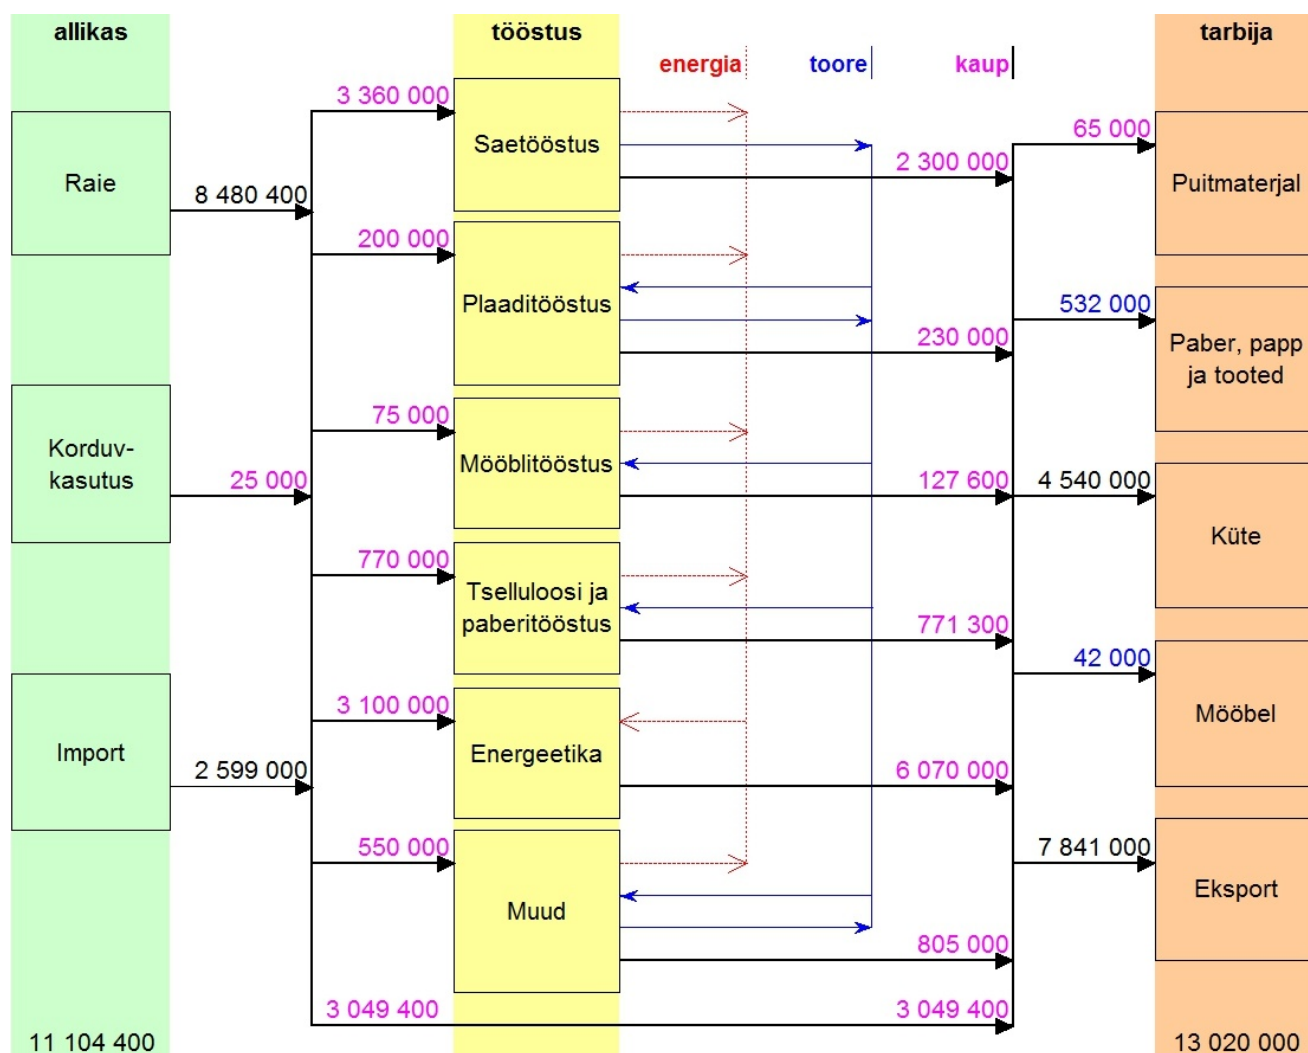 allikas
tööstus
tarbija
energia
toore
kaup
3 360 000
65 000
Saetööstus
2 300 000
Raie
Puitmaterjal
8 480 400
200 000
532 000
Plaaditööstus
230 000
Paber, papp
ja tooted
75 000
Korduv-
kasutus
Mööblitööstus
25 000
127 600
4 540 000
Küte
770 000
Tselluloosi ja
paberitööstus
771 300
42 000
3 100 000
Mööbel
Import
Energeetika
2 599 000
6 070 000
550 000
7 841 000
Eksport
Muud
805 000
3 049 400
3 049 400
11 104 400
13 020 000